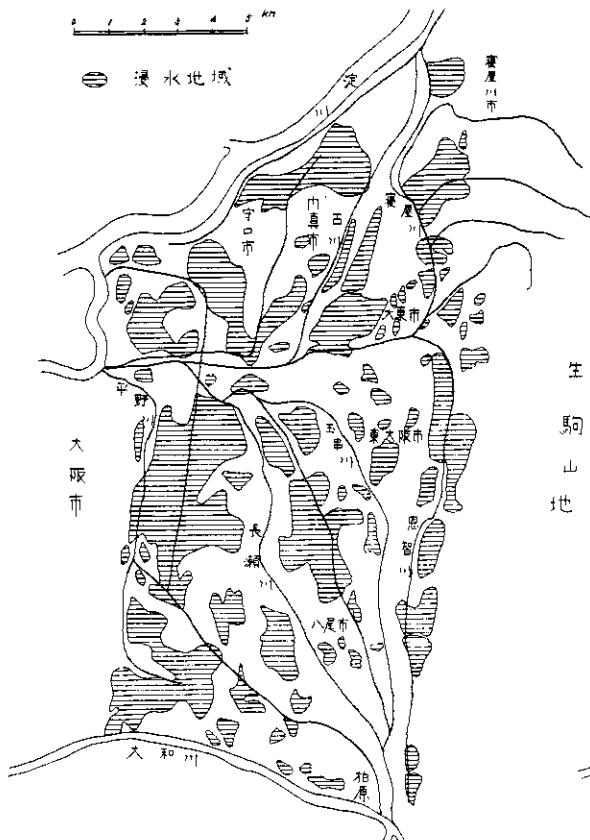 0 1 2 3 4 5 km
浸水地域
淀川
寝屋川市
守口市
門真市
古川
寝屋川
大東市
平野川
大阪市
玉串川
東大阪市
生駒山地
恩智川
長瀬川
八尾市
大和川
柏原